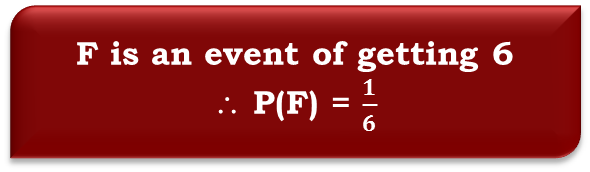 F is an event of getting 6
∴ P(F) = 1/6